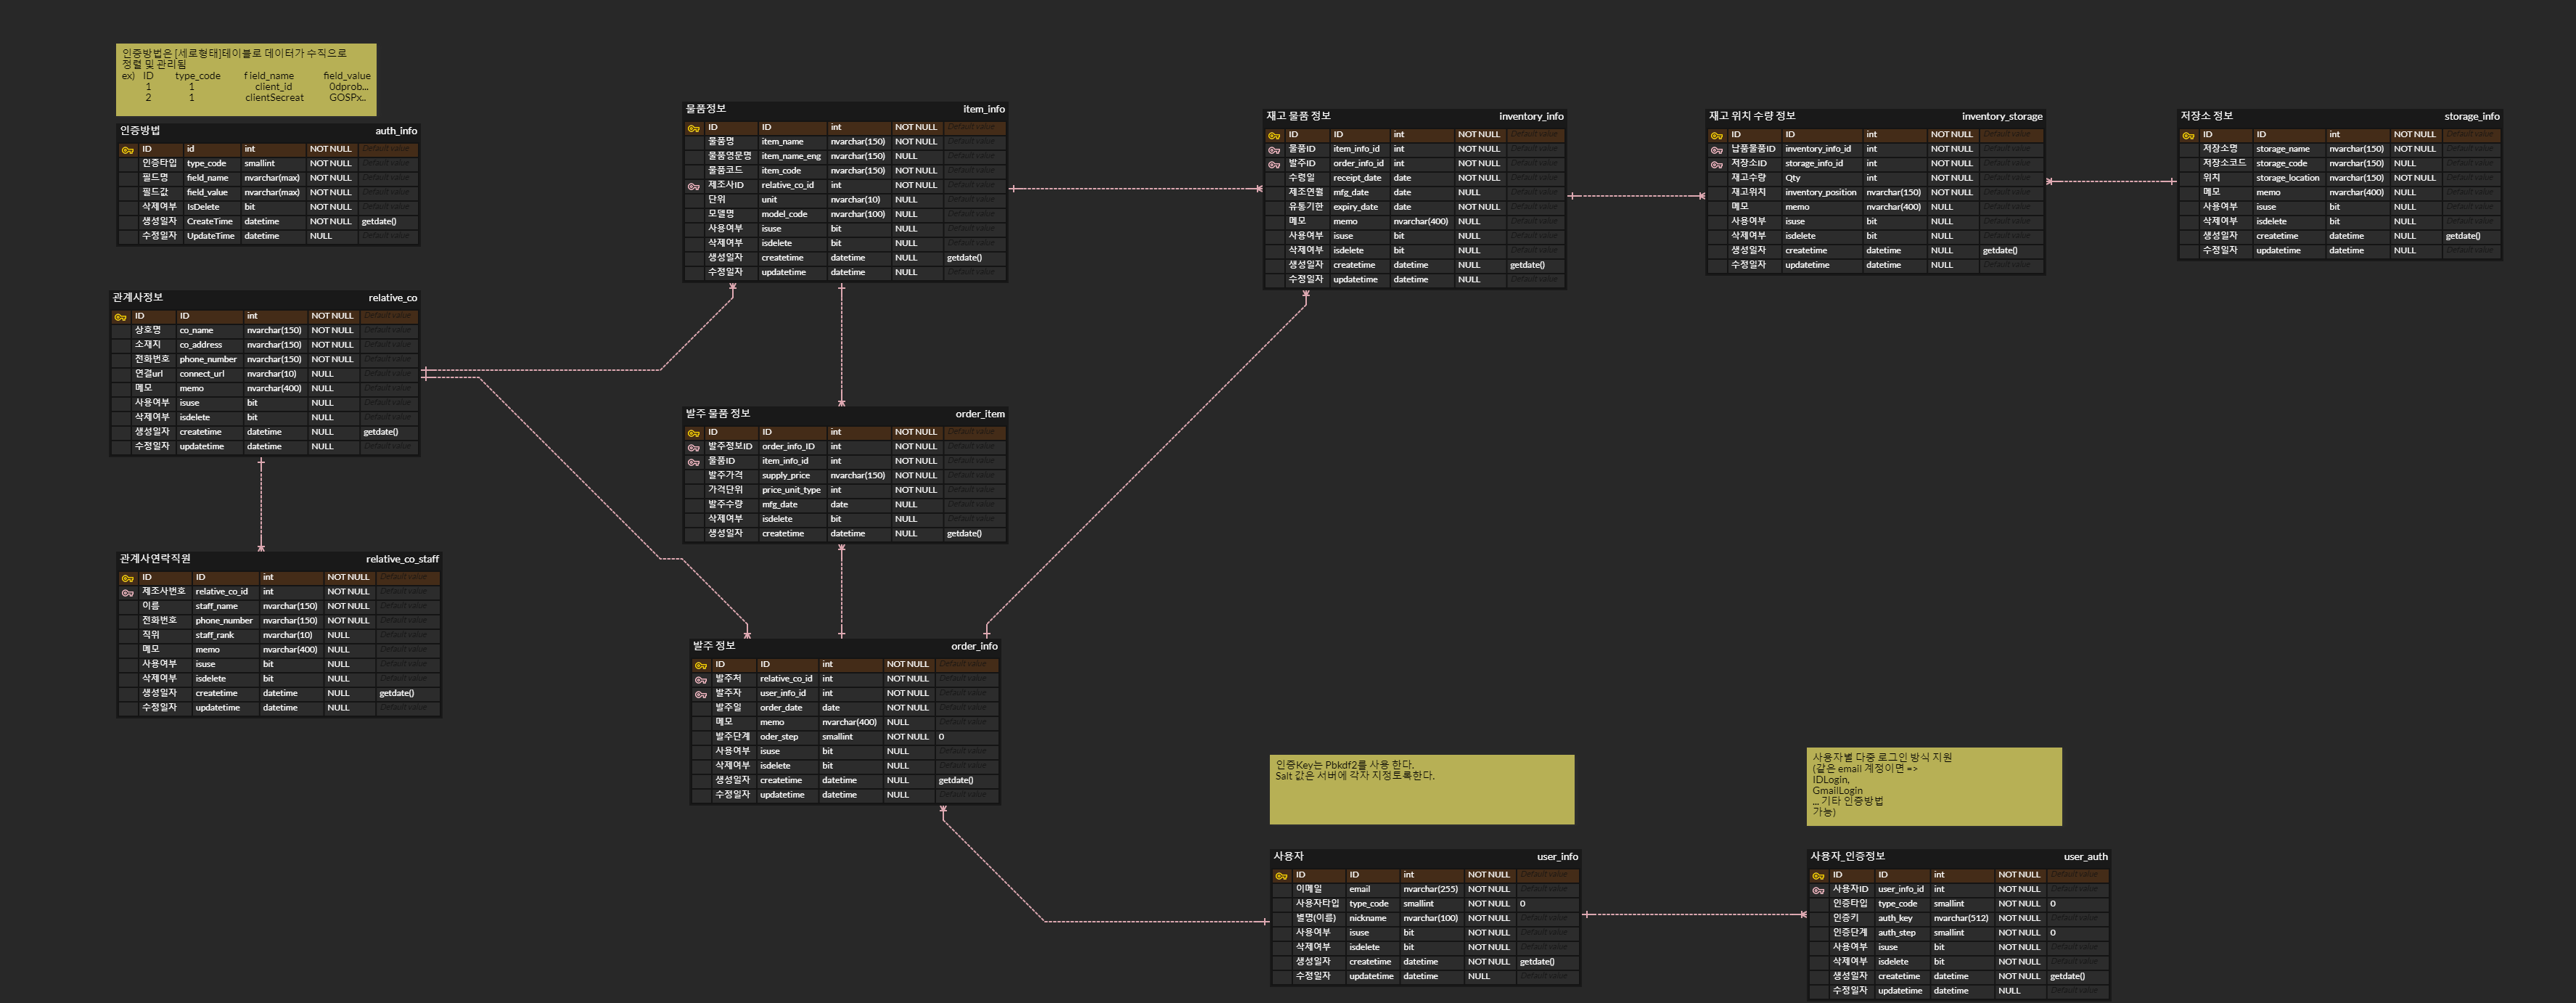 인증방법은 [세로형태]테이블로 데이터가 수직으로
정렬 및 관리됨
ex) ID type_code f ield_name field_value
1 1 client_id 0dprob...
2 1 clientSecreat GOSPx..
인증방법 auth_info
ID id int NOT NULL Default value
인증타입 type_code smallint NOT NULL Default value
필드명 field_name nvarchar(max) NOT NULL Default value
필드값 field_value nvarchar(max) NOT NULL Default value
삭제여부 IsDelete bit NOT NULL Default value
생성일자 CreateTime datetime NOT NULL getdate()
수정일자 UpdateTime datetime NULL Default value
관계사정보 relative_co
ID ID int NOT NULL Default value
상호명 co_name nvarchar(150) NOT NULL Default value
소재지 co_address nvarchar(150) NOT NULL Default value
전화번호 phone_number nvarchar(150) NOT NULL Default value
연결url connect_url nvarchar(10) NULL Default value
메모 memo nvarchar(400) NULL Default value
사용여부 isuse bit NULL Default value
삭제여부 isdelete bit NULL Default value
생성일자 createtime datetime NULL getdate()
수정일자 updatetime datetime NULL Default value
관계사연락직원 relative_co_staff
ID ID int NOT NULL Default value
제조사번호 relative_co_id int NOT NULL Default value
이름 staff_name nvarchar(150) NOT NULL Default value
전화번호 phone_number nvarchar(150) NOT NULL Default value
직위 staff_rank nvarchar(10) NULL Default value
메모 memo nvarchar(400) NULL Default value
사용여부 isuse bit NULL Default value
삭제여부 isdelete bit NULL Default value
생성일자 createtime datetime NULL getdate()
수정일자 updatetime datetime NULL Default value
물품정보 item_info
ID ID int NOT NULL Default value
물품명 item_name nvarchar(150) NOT NULL Default value
물품영문명 item_name_eng nvarchar(150) NULL Default value
물품코드 item_code nvarchar(150) NOT NULL Default value
제조사ID relative_co_id int NOT NULL Default value
단위 unit nvarchar(10) NULL Default value
모델명 model_code nvarchar(100) NULL Default value
사용여부 isuse bit NULL Default value
삭제여부 isdelete bit NULL Default value
생성일자 createtime datetime NULL getdate()
수정일자 updatetime datetime NULL Default value
발주 물품 정보 order_item
ID ID int NOT NULL Default value
발주정보ID order_info_ID int NOT NULL Default value
물품ID item_info_id int NOT NULL Default value
발주가격 supply_price nvarchar(150) NOT NULL Default value
가격단위 price_unit_type int NOT NULL Default value
발주수량 mfg_date date NULL Default value
삭제여부 isdelete bit NULL Default value
생성일자 createtime datetime NULL getdate()
발주 정보 order_info
ID ID int NOT NULL Default value
발주처 relative_co_id int NOT NULL Default value
발주자 user_info_id int NOT NULL Default value
발주일 order_date date NOT NULL Default value
메모 memo nvarchar(400) NULL Default value
발주단계 oder_step smallint NOT NULL 0
사용여부 isuse bit NULL Default value
삭제여부 isdelete bit NULL Default value
생성일자 createtime datetime NULL getdate()
수정일자 updatetime datetime NULL Default value
재고 물품 정보 inventory_info
ID ID int NOT NULL Default value
물품ID item_info_id int NOT NULL Default value
발주ID order_info_id int NOT NULL Default value
수령일 receipt_date date NOT NULL Default value
제조연월 mfg_date date NULL Default value
유통기한 expiry_date date NOT NULL Default value
메모 memo nvarchar(400) NULL Default value
사용여부 isuse bit NULL Default value
삭제여부 isdelete bit NULL Default value
생성일자 createtime datetime NULL getdate()
수정일자 updatetime datetime NULL Default value
재고 위치 수량 정보 inventory_storage
ID ID int NOT NULL Default value
납품물품ID inventory_info_id int NOT NULL Default value
저장소ID storage_info_id int NOT NULL Default value
재고수량 Qty int NOT NULL Default value
재고위치 inventory_position nvarchar(150) NOT NULL Default value
메모 memo nvarchar(400) NULL Default value
사용여부 isuse bit NULL Default value
삭제여부 isdelete bit NULL Default value
생성일자 createtime datetime NULL getdate()
수정일자 updatetime datetime NULL Default value
저장소 정보 storage_info
ID ID int NOT NULL Default value
저장소명 storage_name nvarchar(150) NOT NULL Default value
저장소코드 storage_code nvarchar(150) NULL Default value
위치 storage_location nvarchar(150) NOT NULL Default value
메모 memo nvarchar(400) NULL Default value
사용여부 isuse bit NULL Default value
삭제여부 isdelete bit NULL Default value
생성일자 createtime datetime NULL getdate()
수정일자 updatetime datetime NULL Default value
인증Key는 Pbkdf2를 사용 한다,
Salt 값은 서버에 각자 지정토록한다.
사용자 user_info
ID ID int NOT NULL Default value
이메일 email nvarchar(255) NOT NULL Default value
사용자타입 type_code smallint NOT NULL 0
별명(이름) nickname nvarchar(100) NOT NULL Default value
사용여부 isuse bit NOT NULL Default value
삭제여부 isdelete bit NOT NULL Default value
생성일자 createtime datetime NOT NULL getdate()
수정일자 updatetime datetime NULL Default value
사용자별 다중 로그인 방식 지원
(같은 email 계정이면 =>
IDLogin,
GmailLogin
... 기타 인증방법
가능)
사용자_인증정보 user_auth
ID ID int NOT NULL Default value
사용자ID user_info_id int NOT NULL Default value
인증타입 type_code smallint NOT NULL 0
인증키 auth_key nvarchar(512) NOT NULL Default value
인증단계 auth_step smallint NOT NULL 0
사용여부 isuse bit NOT NULL Default value
삭제여부 isdelete bit NOT NULL Default value
생성일자 createtime datetime NOT NULL getdate()
수정일자 updatetime datetime NULL Default value